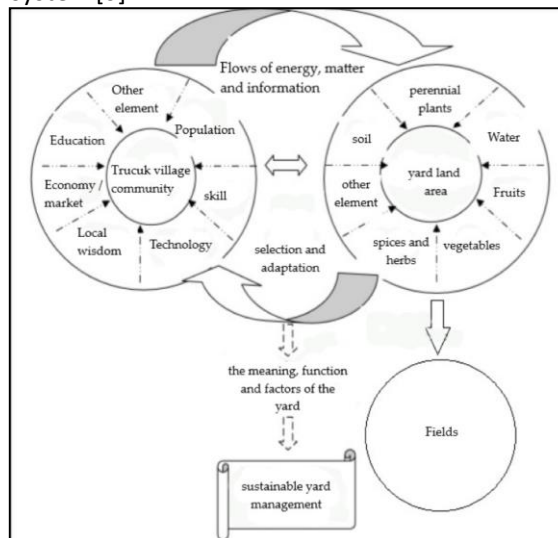 Flows of energy, matter
and information
Other
element
Population
Education
Trucuk village
community
Economy/
market
skill
Local
wisdom
Technology
selection and
adaptation
perennial
plants
soil
Water
yard land
area
other
element
Fruits
spices and
herbs
vegetables
the meaning, function
and factors of the
yard
Fields
sustainable yard
management